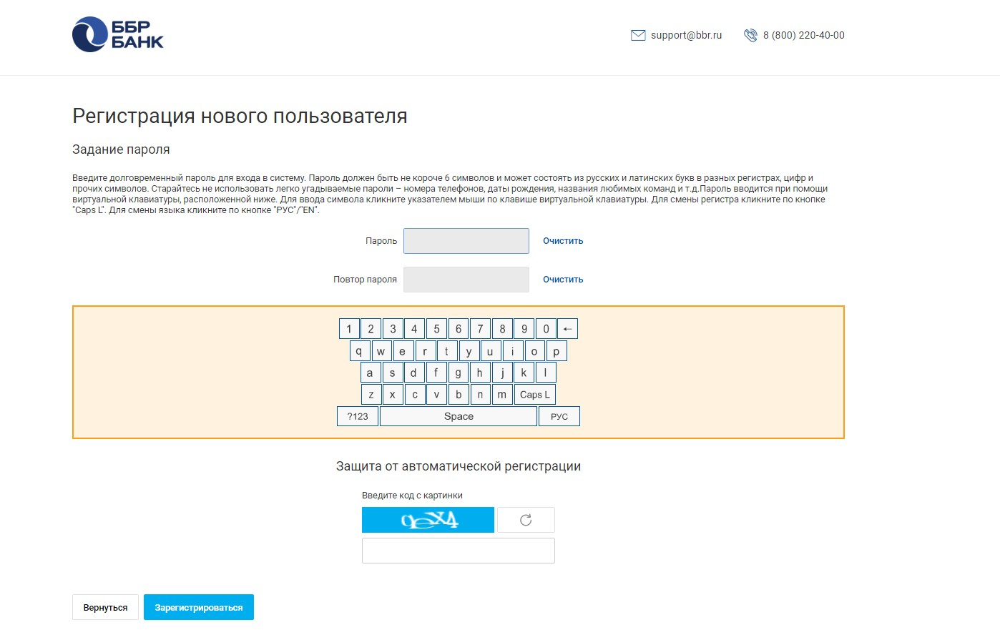 ББР
БАНК
support@bbr.ru
8 (800) 220-40-00
Регистрация нового пользователя
Задание пароля
Введите долговременный пароль для входа в систему. Пароль должен быть не короче 6 символов и может состоять из русских и латинских букв в разных регистрах, цифр и
прочих символов. Старайтесь не использовать легко угадываемые пароли – номера телефонов, даты рождения, названия любимых команд и т.д.Пароль вводится при помощи
виртуальной клавиатуры, расположенной ниже. Для ввода символа кликните указателем мыши по клавише виртуальной клавиатуры. Для смены регистра кликните по кнопке
"Caps L". Для смены языка кликните по кнопке "РУС"/"EN".
Пароль Очистить
Повтор пароля Очистить
1 2 3 4 5 6 7 8 9 0 ←
q w e r t y u i o p
a s d f g h j k l
z x c v b n m Caps L
?123 Space РУС
Защита от автоматической регистрации
Введите код с картинки
qex4
Вернуться Зарегистрироваться